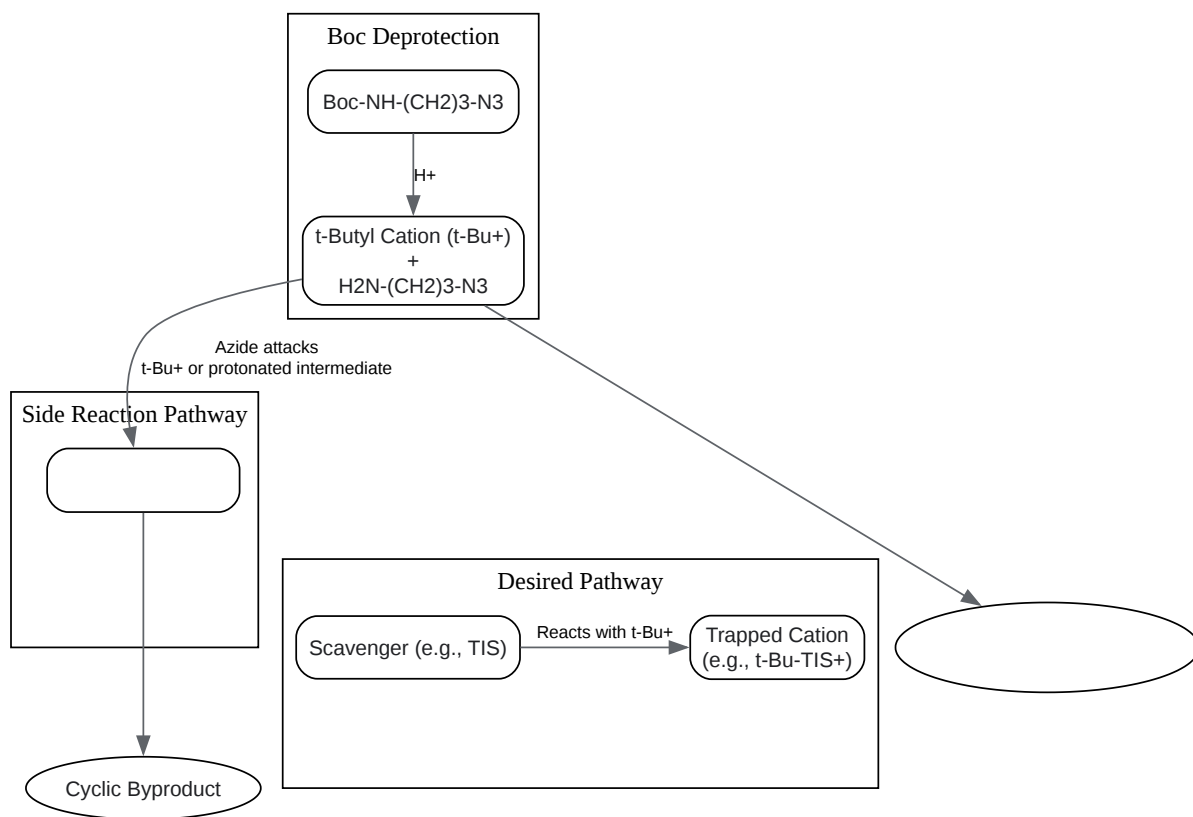 Boc Deprotection
Boc-NH-(CH2)3-N3
H+
t-Butyl Cation (t-Bu+)
+
H2N-(CH2)3-N3
Azide attacks
t-Bu+ or protonated intermediate
Side Reaction Pathway
Desired Pathway
Scavenger (e.g., TIS)
Reacts with t-Bu+
Trapped Cation
(e.g., t-Bu-TIS+)
Cyclic Byproduct